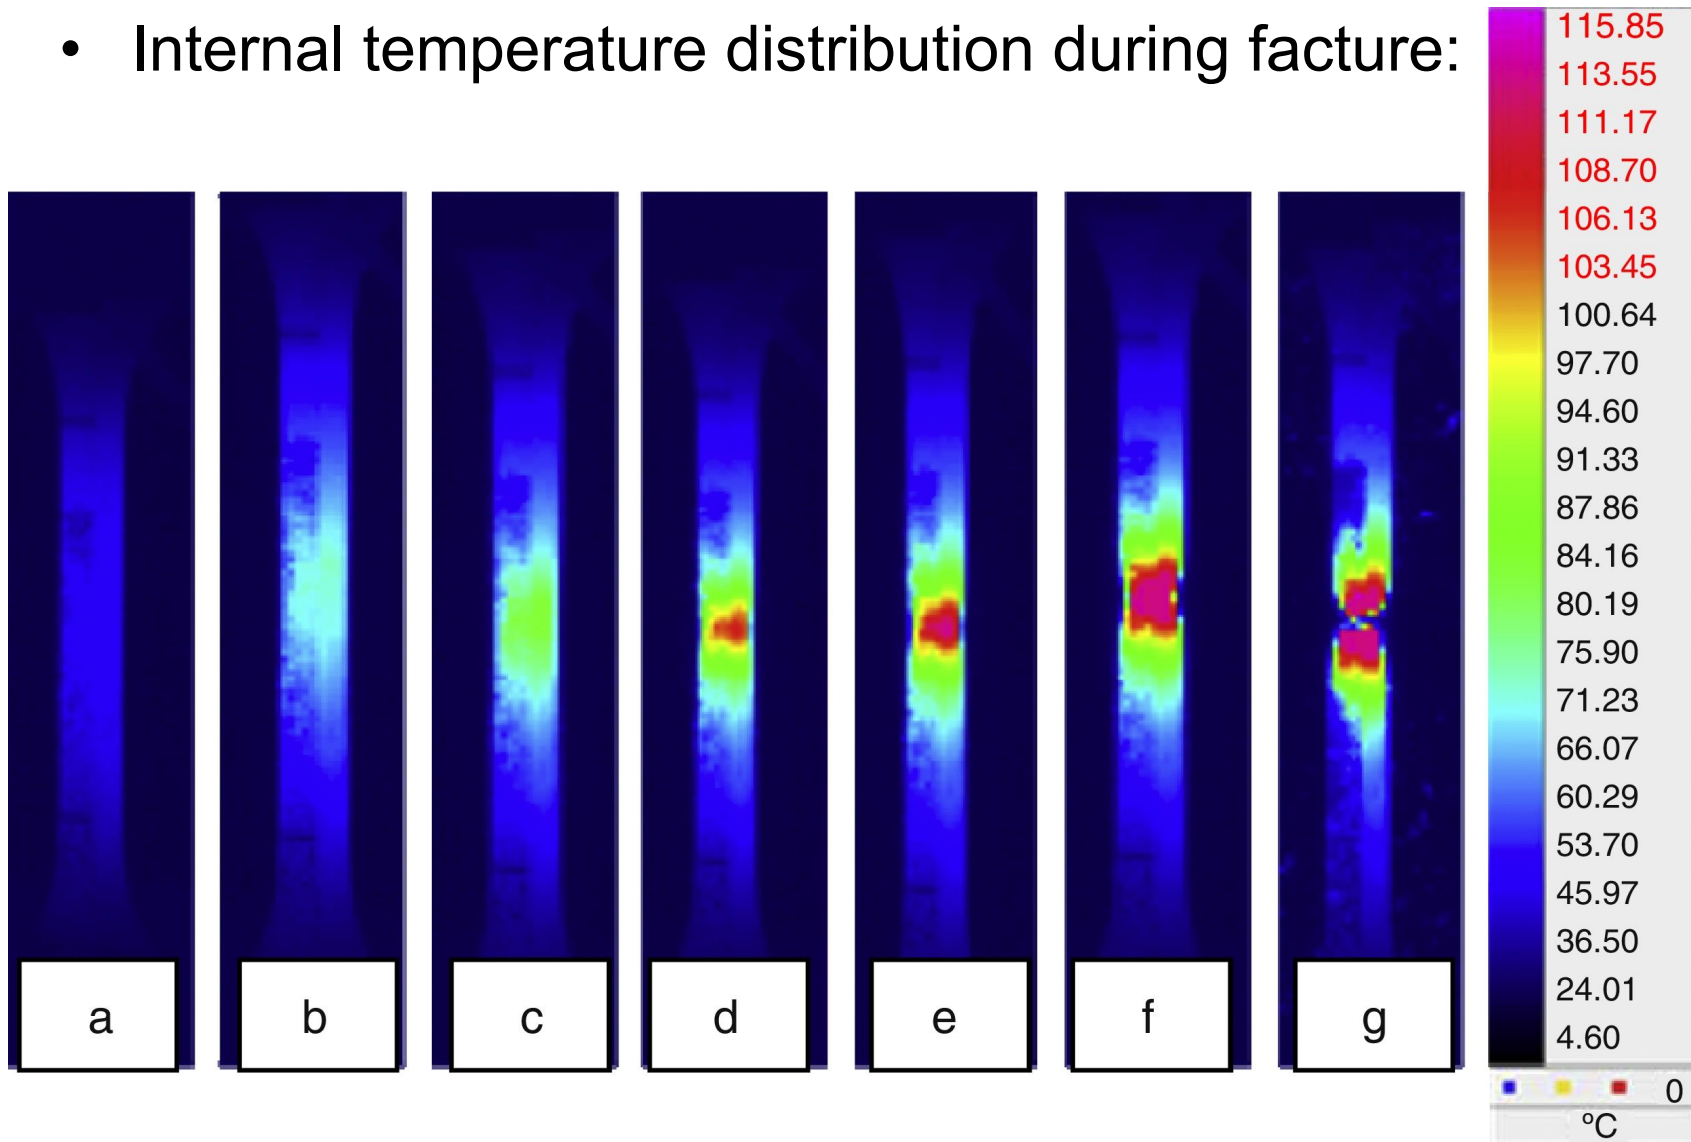 • Internal temperature distribution during facture:
115.85
113.55
111.17
108.70
106.13
103.45
100.64
97.70
94.60
91.33
87.86
84.16
80.19
75.90
71.23
66.07
60.29
53.70
45.97
36.50
24.01
4.60
0
ºC
a
b
c
d
e
f
g